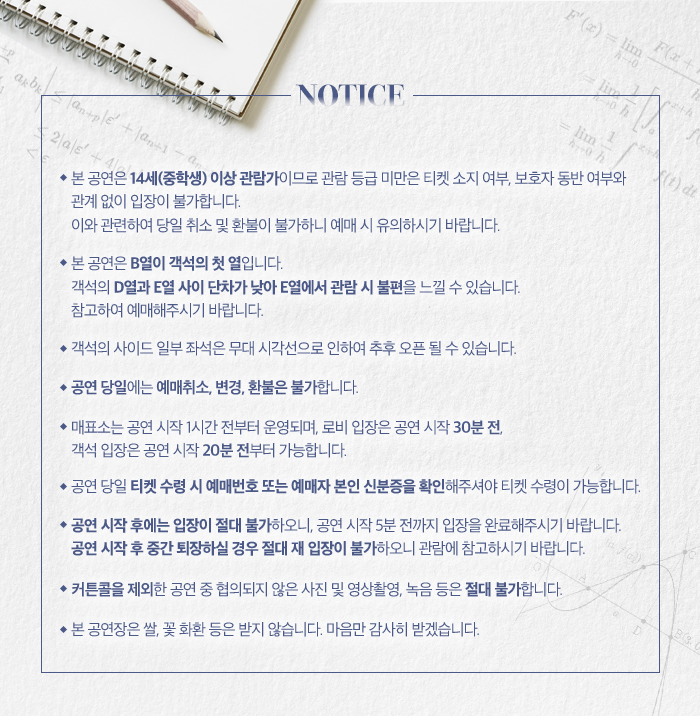 NOTICE
본 공연은 14세(중학생) 이상 관람가이므로 관람 등급 미만은 티켓 소지 여부, 보호자 동반 여부와
관계 없이 입장이 불가합니다.
이와 관련하여 당일 취소 및 환불이 불가하니 예매 시 유의하시기 바랍니다.
본 공연은 B열이 객석의 첫 열입니다.
객석의 D열과 E열 사이 단차가 낮아 E열에서 관람 시 불편을 느낄 수 있습니다.
참고하여 예매해주시기 바랍니다.
객석의 사이드 일부 좌석은 무대 시각선으로 인하여 추후 오픈 될 수 있습니다.
공연 당일에는 예매취소, 변경, 환불은 불가합니다.
매표소는 공연 시작 1시간 전부터 운영되며, 로비 입장은 공연 시작 30분 전,
객석 입장은 공연 시작 20분 전부터 가능합니다.
공연 당일 티켓 수령 시 예매번호 또는 예매자 본인 신분증을 확인해주셔야 티켓 수령이 가능합니다.
공연 시작 후에는 입장이 절대 불가하오니, 공연 시작 5분 전까지 입장을 완료해주시기 바랍니다.
공연 시작 후 중간 퇴장하실 경우 절대 재 입장이 불가하오니 관람에 참고하시기 바랍니다.
커튼콜을 제외한 공연 중 협의되지 않은 사진 및 영상촬영, 녹음 등은 절대 불가합니다.
본 공연장은 쌀, 꽃 화환 등은 받지 않습니다. 마음만 감사히 받겠습니다.